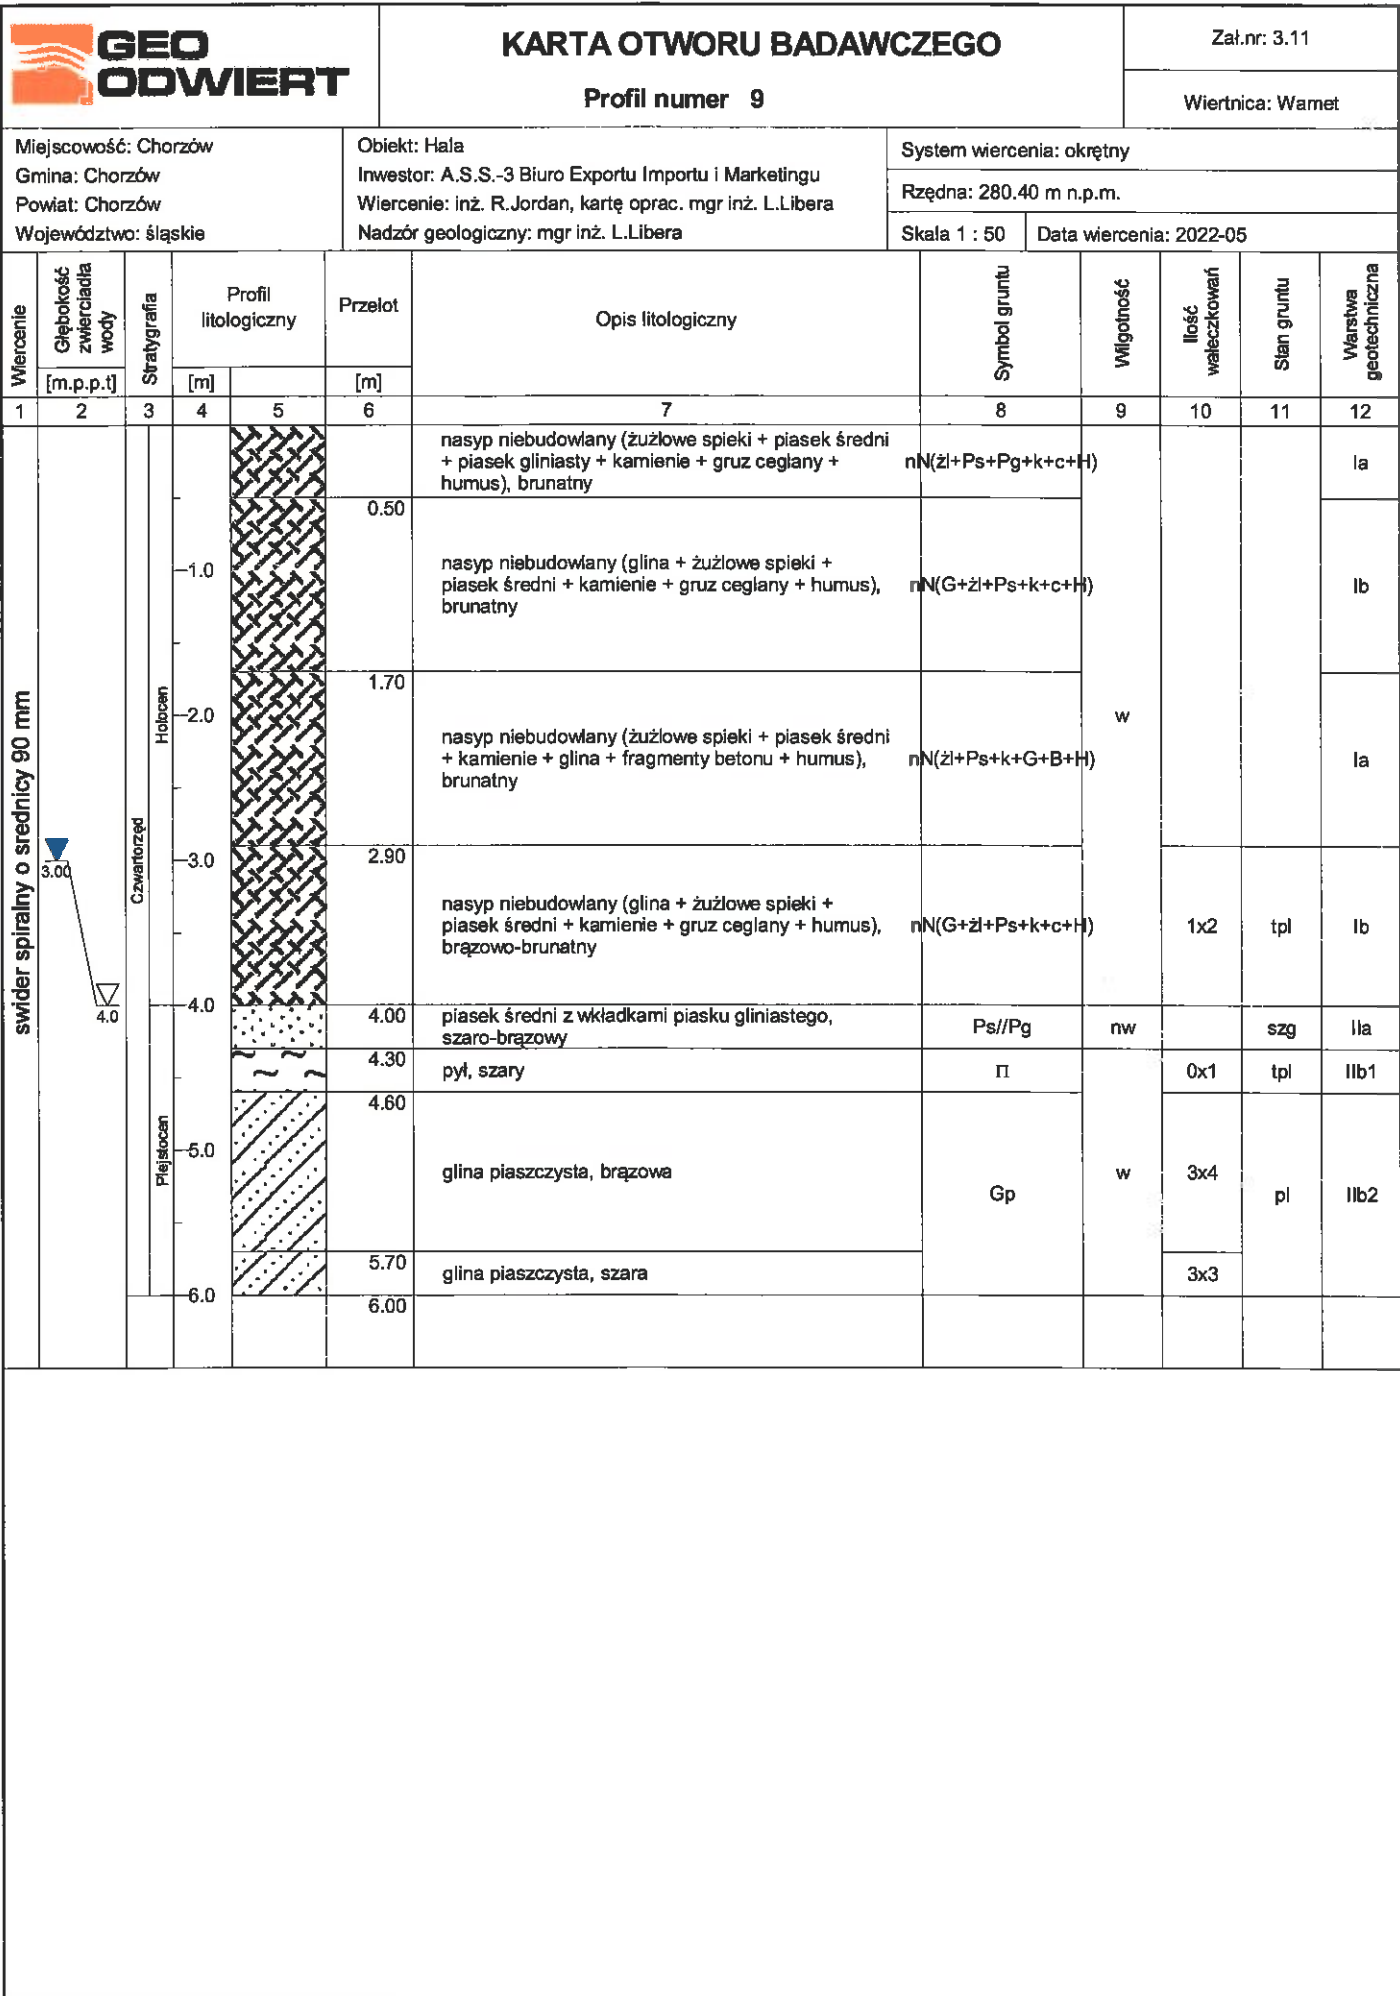 GEO
ODWIERT
KARTA OTWORU BADAWCZEGO
Profil numer 9
Zał.nr: 3.11
Wiertnica: Wamet
Miejscowość: Chorzów
Gmina: Chorzów
Powiat: Chorzów
Województwo: śląskie
Obiekt: Hala
Inwestor: A.S.S.-3 Biuro Exportu Importu i Marketingu
Wiercenie: inż. R.Jordan, kartę oprac. mgr inż. L.Libera
Nadzór geologiczny: mgr inż. L.Libera
System wiercenia: okrętny
Rzędna: 280.40 m n.p.m.
Skala 1 : 50
Data wiercenia: 2022-05
Wiercenie
Głębokość zwierciadła wody
[m.p.p.t]
Stratygrafia
Profil litologiczny
[m]
Przelot
[m]
Opis litologiczny
Symbol gruntu
Wilgotność
Ilość wałeczkowań
Stan gruntu
Warstwa geotechniczna
1 2 3 4 5 6 7 8 9 10 11 12
swider spiralny o srednicy 90 mm
3.00
4.0
Czwartorzęd
Holocen
Plejstocen
-1.0
-2.0
-3.0
-4.0
-5.0
-6.0
nasyp niebudowlany (żużlowe spieki + piasek średni
+ piasek gliniasty + kamienie + gruz ceglany +
humus), brunatny
nN(żl+Ps+Pg+k+c+H)
Ia
0.50
nasyp niebudowlany (glina + żużlowe spieki +
piasek średni + kamienie + gruz ceglany + humus),
brunatny
nN(G+żl+Ps+k+c+H)
Ib
1.70
nasyp niebudowlany (żużlowe spieki + piasek średni
+ kamienie + glina + fragmenty betonu + humus),
brunatny
nN(żl+Ps+k+G+B+H)
w
Ia
2.90
nasyp niebudowlany (glina + żużlowe spieki +
piasek średni + kamienie + gruz ceglany + humus),
brązowo-brunatny
nN(G+żl+Ps+k+c+H)
1x2
tpl
Ib
4.00
piasek średni z wkładkami piasku gliniastego,
szaro-brązowy
Ps//Pg
nw
szg
IIa
4.30
pył, szary
Π
0x1
tpl
IIb1
4.60
glina piaszczysta, brązowa
Gp
w
3x4
pl
IIb2
5.70
glina piaszczysta, szara
3x3
6.00